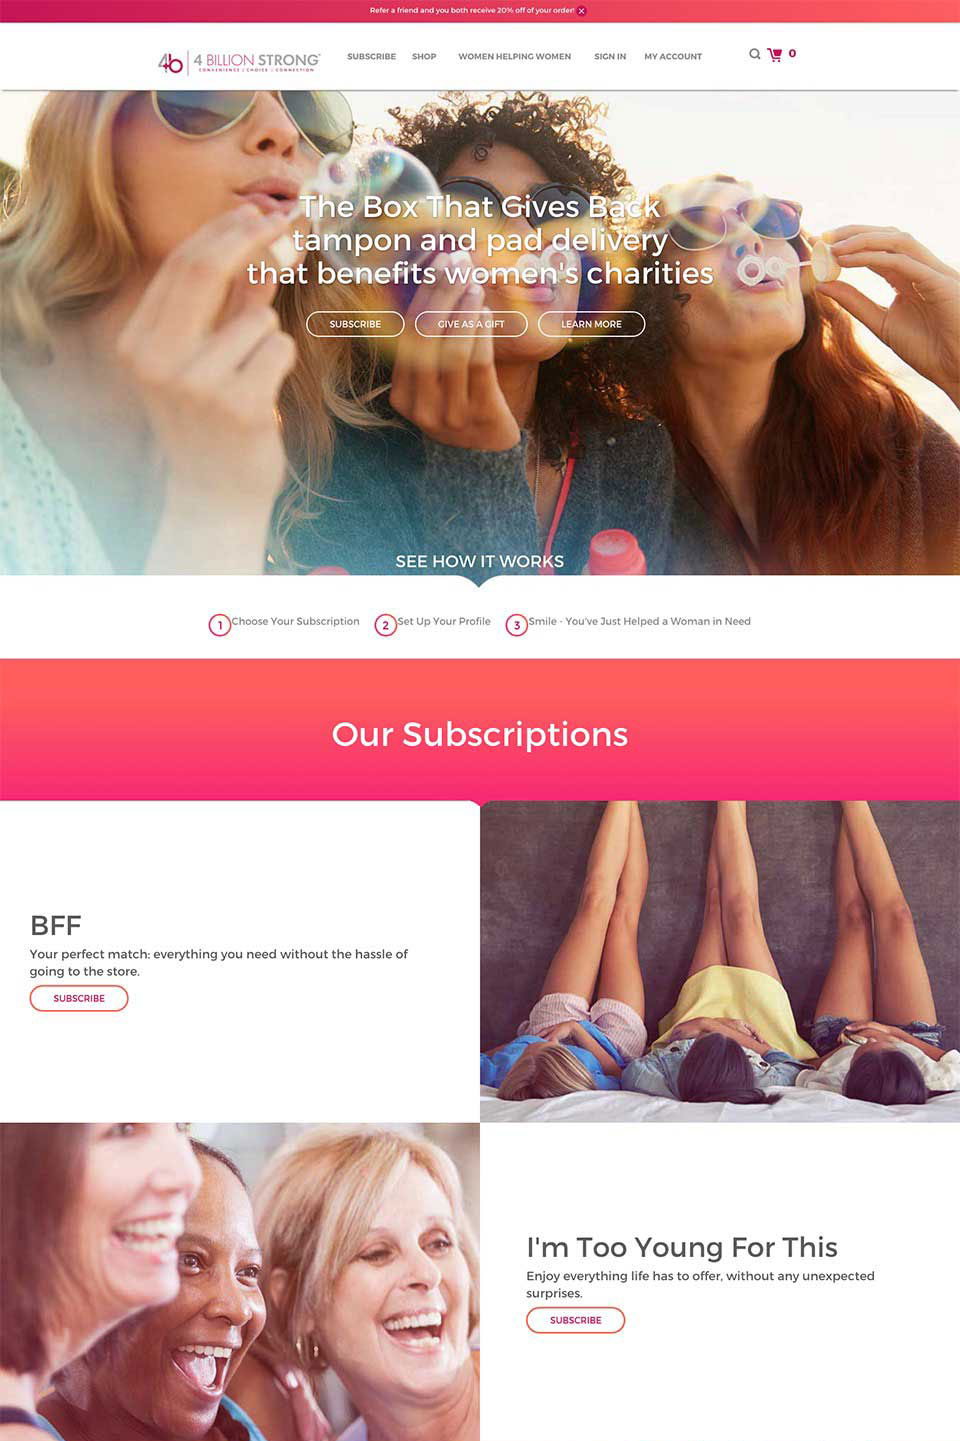 Refer a friend and you both receive 20% off of your order!
4b 4 BILLION STRONG
CONVENIENCE | CHOICE | CONNECTION
SUBSCRIBE SHOP WOMEN HELPING WOMEN SIGN IN MY ACCOUNT 0
The Box That Gives Back
tampon and pad delivery
that benefits women's charities
SUBSCRIBE GIVE AS A GIFT LEARN MORE
SEE HOW IT WORKS
1 Choose Your Subscription 2 Set Up Your Profile 3 Smile - You've Just Helped a Woman in Need
Our Subscriptions
BFF
Your perfect match: everything you need without the hassle of
going to the store.
SUBSCRIBE
I'm Too Young For This
Enjoy everything life has to offer, without any unexpected
surprises.
SUBSCRIBE